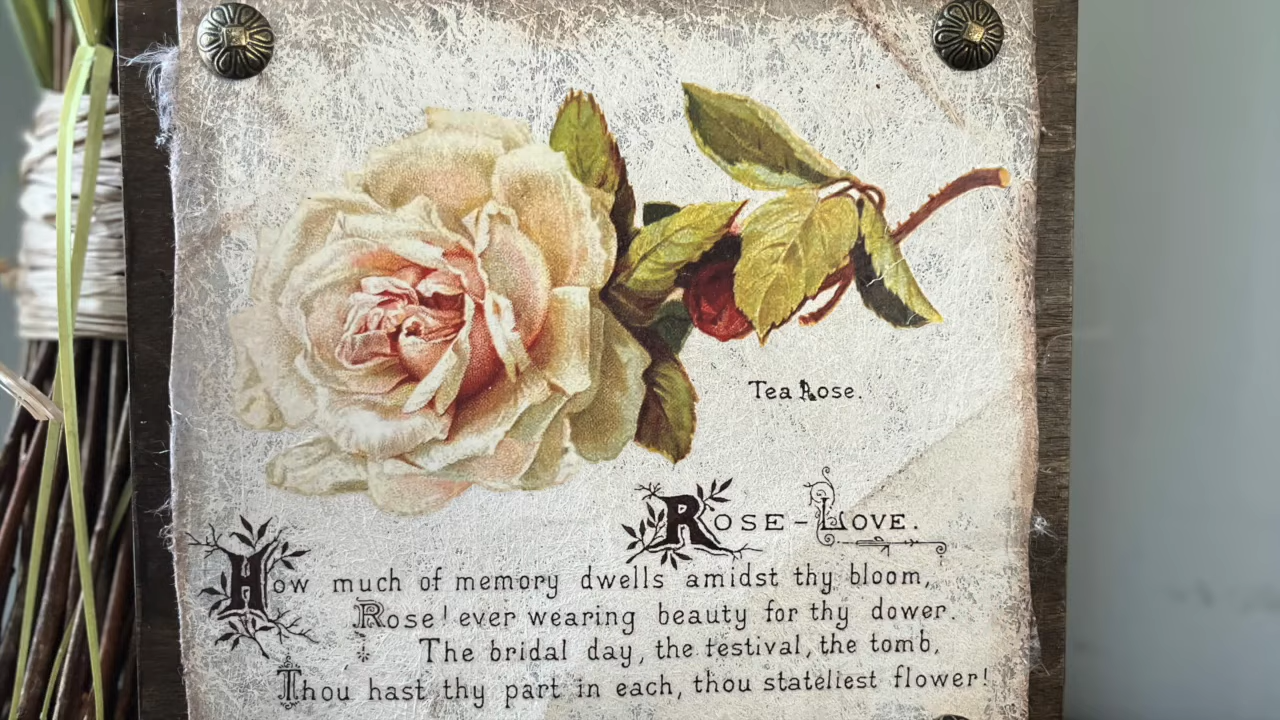 Tea Rose.
Rose-Love.
How much of memory dwells amidst thy bloom,
Rose! ever wearing beauty for thy dower.
The bridal day, the festival, the tomb,
Thou hast thy part in each, thou stateliest flower!